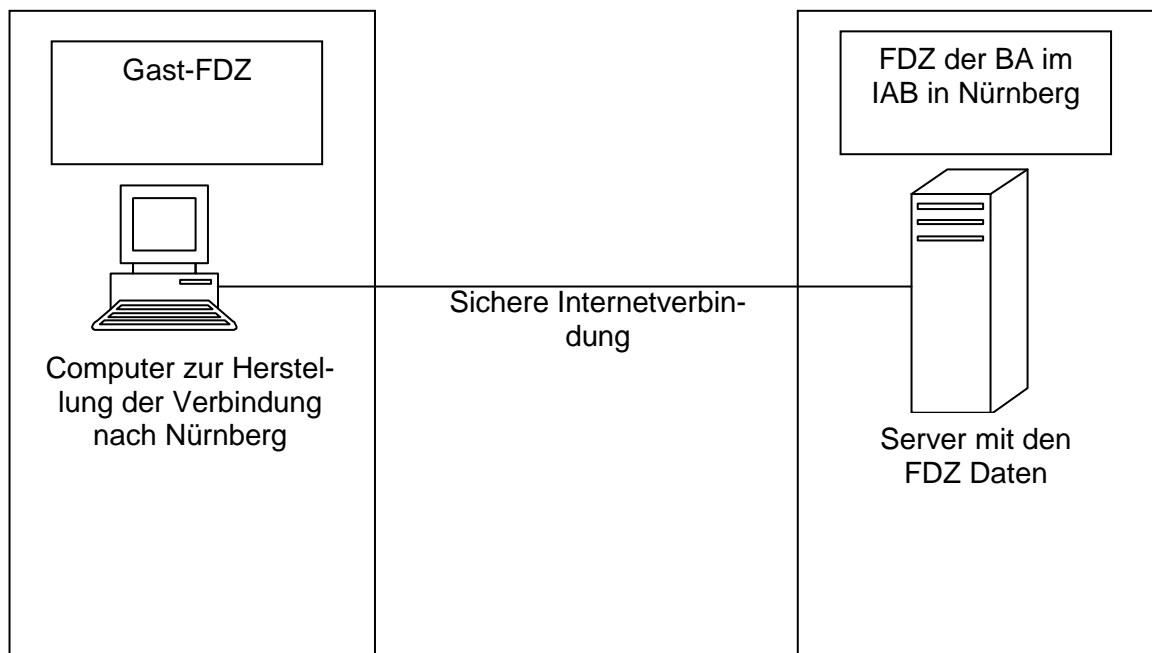 Gast-FDZ
FDZ der BA im
IAB in Nürnberg
Sichere Internetverbin-
dung
Computer zur Herstel-
lung der Verbindung
nach Nürnberg
Server mit den
FDZ Daten